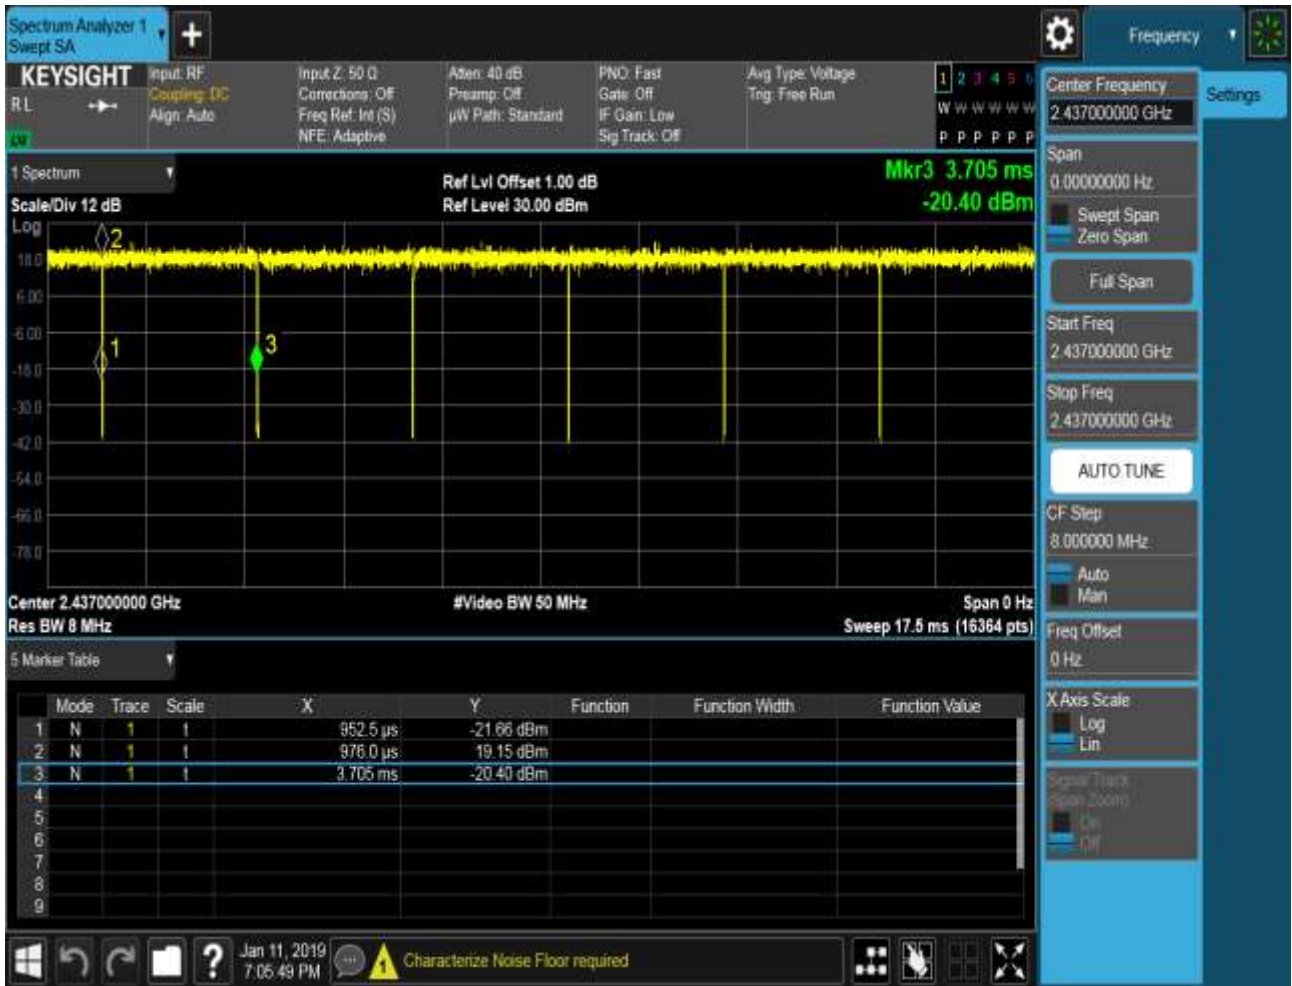 Spectrum Analyzer 1
Swept SA
Frequency
KEYSIGHT
RL
Input: RF
Coupling: DC
Align: Auto
Input Z: 50 Ω
Corrections: Off
Freq Ref: Int (S)
NFE: Adaptive
Atten: 40 dB
Preamp: Off
µW Path: Standard
PNO: Fast
Gate: Off
IF Gain: Low
Sig Track: Off
Avg Type: Voltage
Trig: Free Run
1 2 3 4 5 6
W W W W W W
P P P P P P
Settings
Center Frequency
2.437000000 GHz
Span
0.00000000 Hz
Swept Span
Zero Span
Full Span
Start Freq
2.437000000 GHz
Stop Freq
2.437000000 GHz
AUTO TUNE
CF Step
8.000000 MHz
Auto
Man
Freq Offset
0 Hz
X Axis Scale
Log
Lin
Signal Track
(Span Zoom)
On
Off
1 Spectrum
Scale/Div 12 dB
Ref Lvl Offset 1.00 dB
Ref Level 30.00 dBm
Mkr3 3.705 ms
-20.40 dBm
Log
18.0
6.00
-6.00
-18.0
-30.0
-42.0
-54.0
-66.0
-78.0
2
1
3
Center 2.437000000 GHz
#Video BW 50 MHz
Span 0 Hz
Res BW 8 MHz
Sweep 17.5 ms (16364 pts)
5 Marker Table
Mode Trace Scale X Y Function Function Width Function Value
1 N 1 t 952.5 µs -21.66 dBm
2 N 1 t 976.0 µs 19.15 dBm
3 N 1 t 3.705 ms -20.40 dBm
4
5
6
7
8
9
?
Jan 11, 2019
7:05:49 PM
1
Characterize Noise Floor required